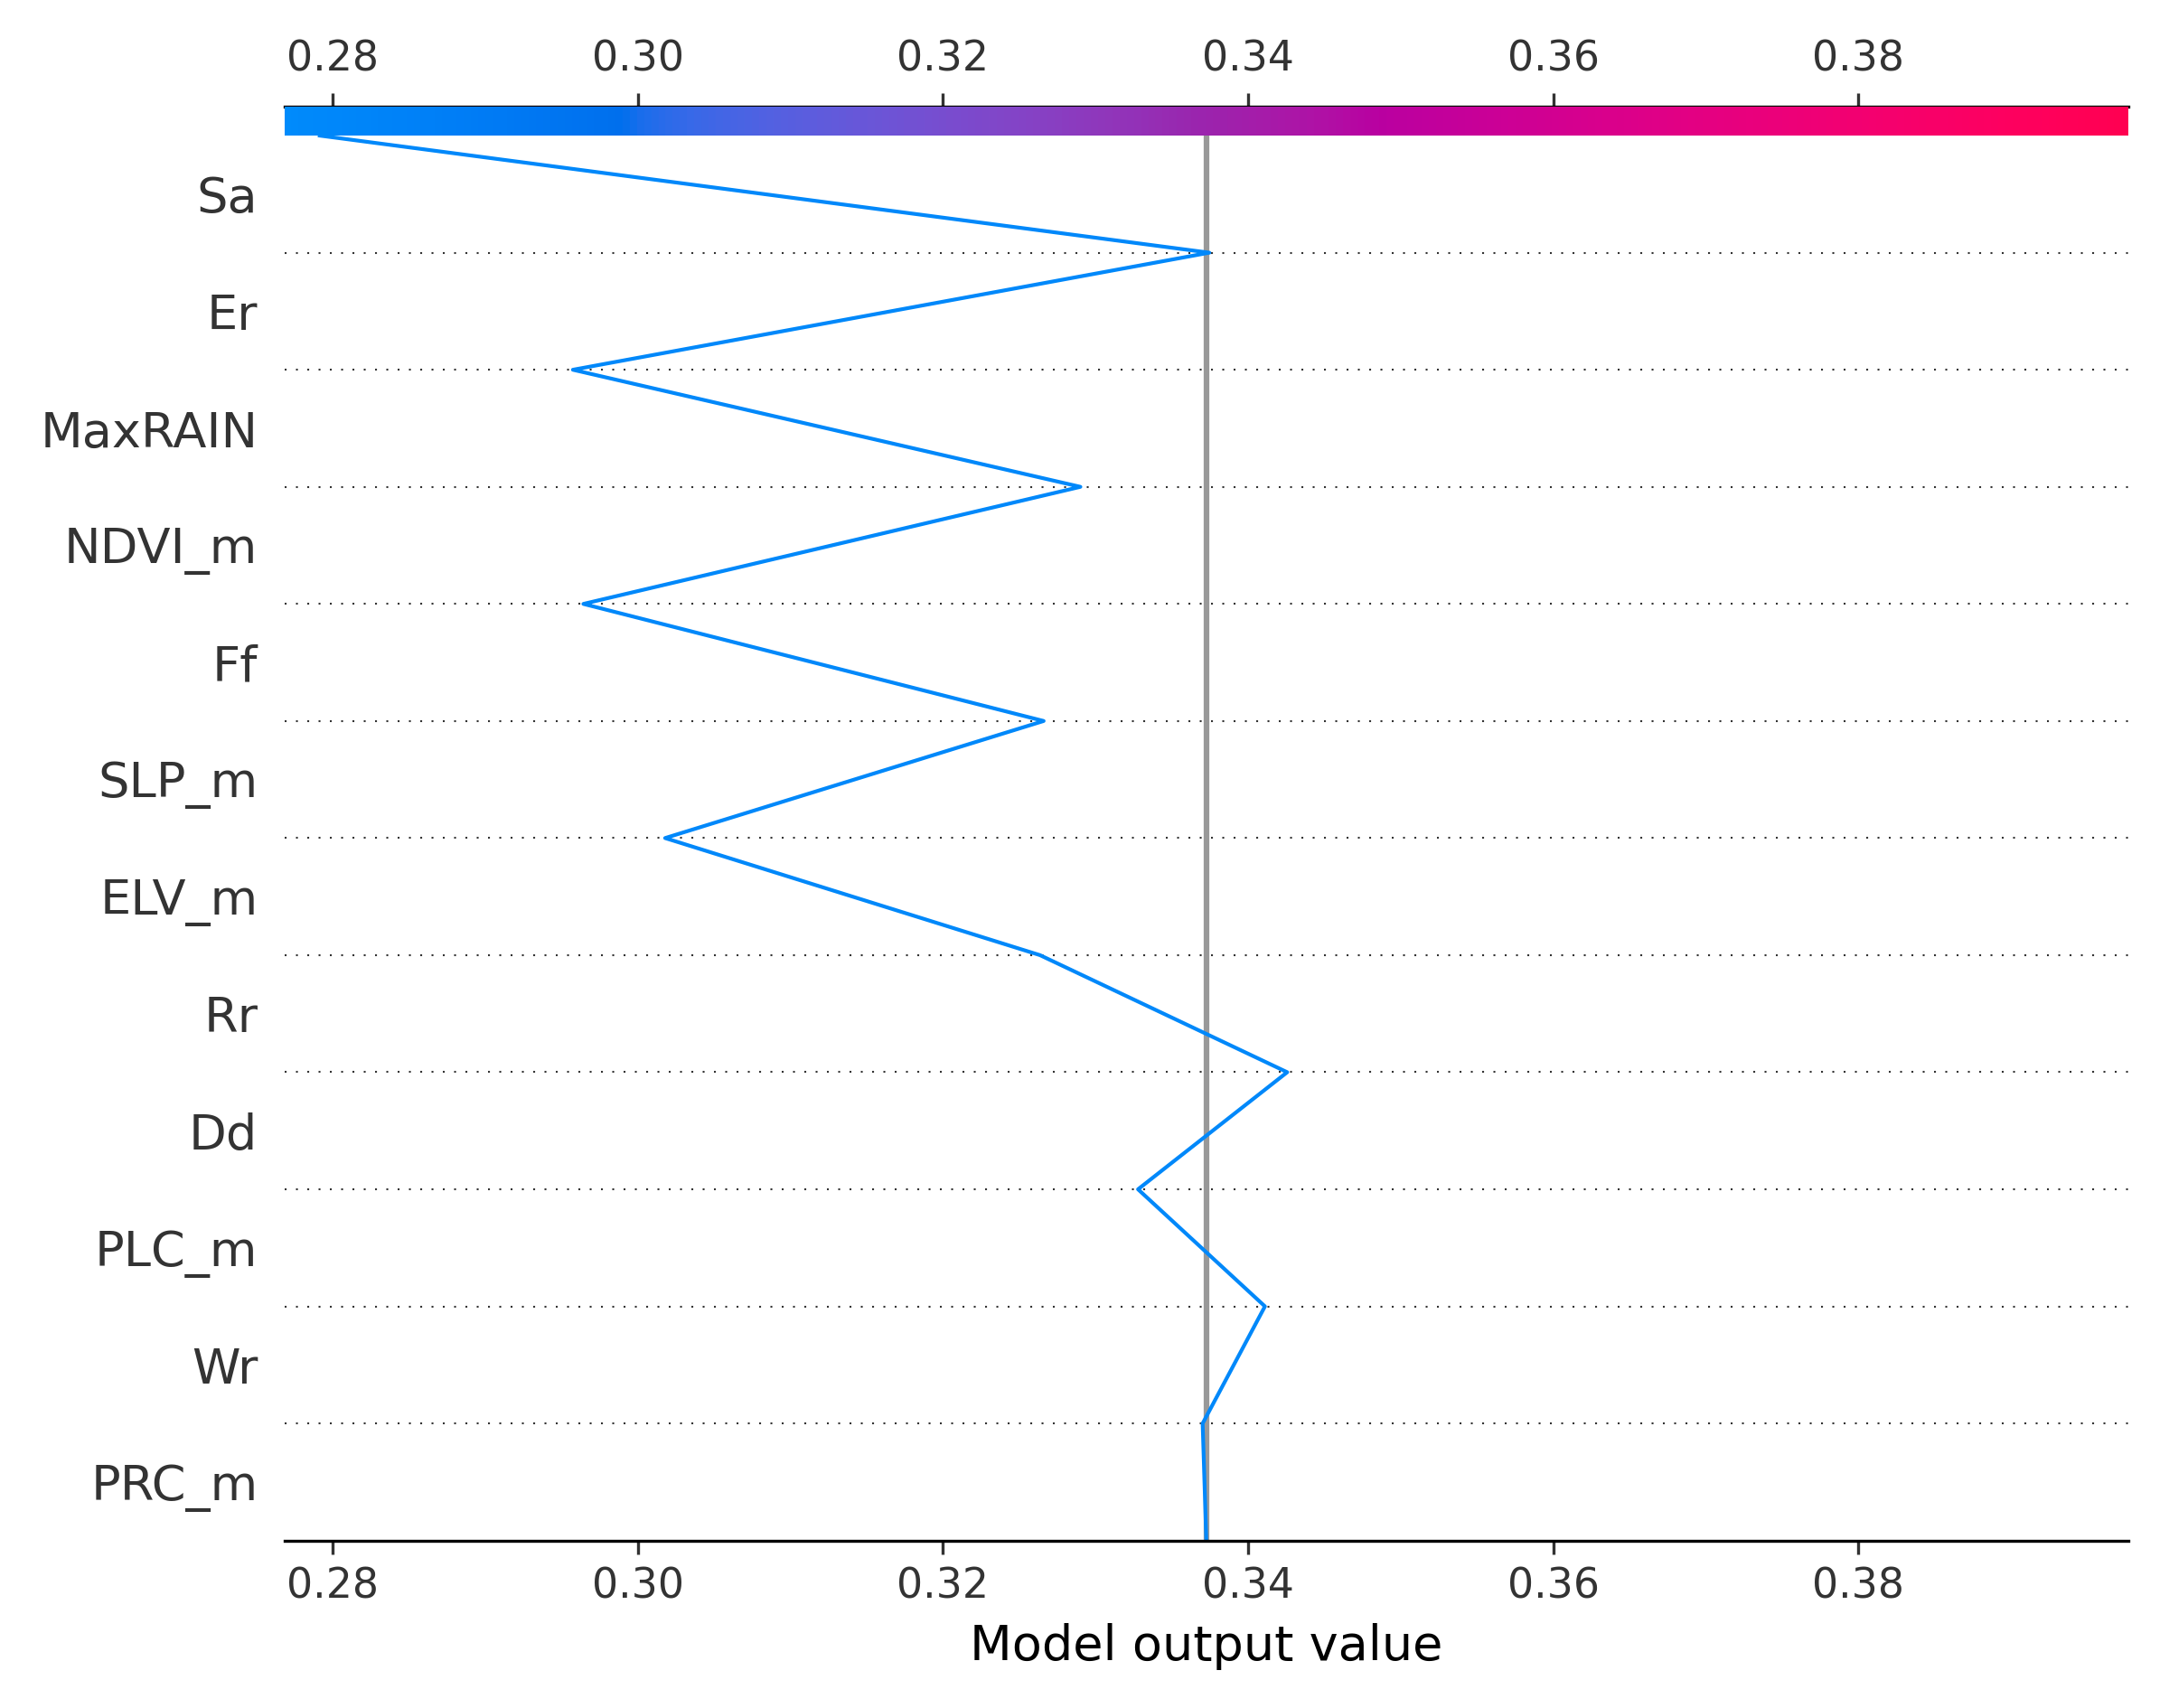 0.28 0.30 0.32 0.34 0.36 0.38
Sa
Er
MaxRAIN
NDVI_m
Ff
SLP_m
ELV_m
Rr
Dd
PLC_m
Wr
PRC_m
0.28 0.30 0.32 0.34 0.36 0.38
Model output value